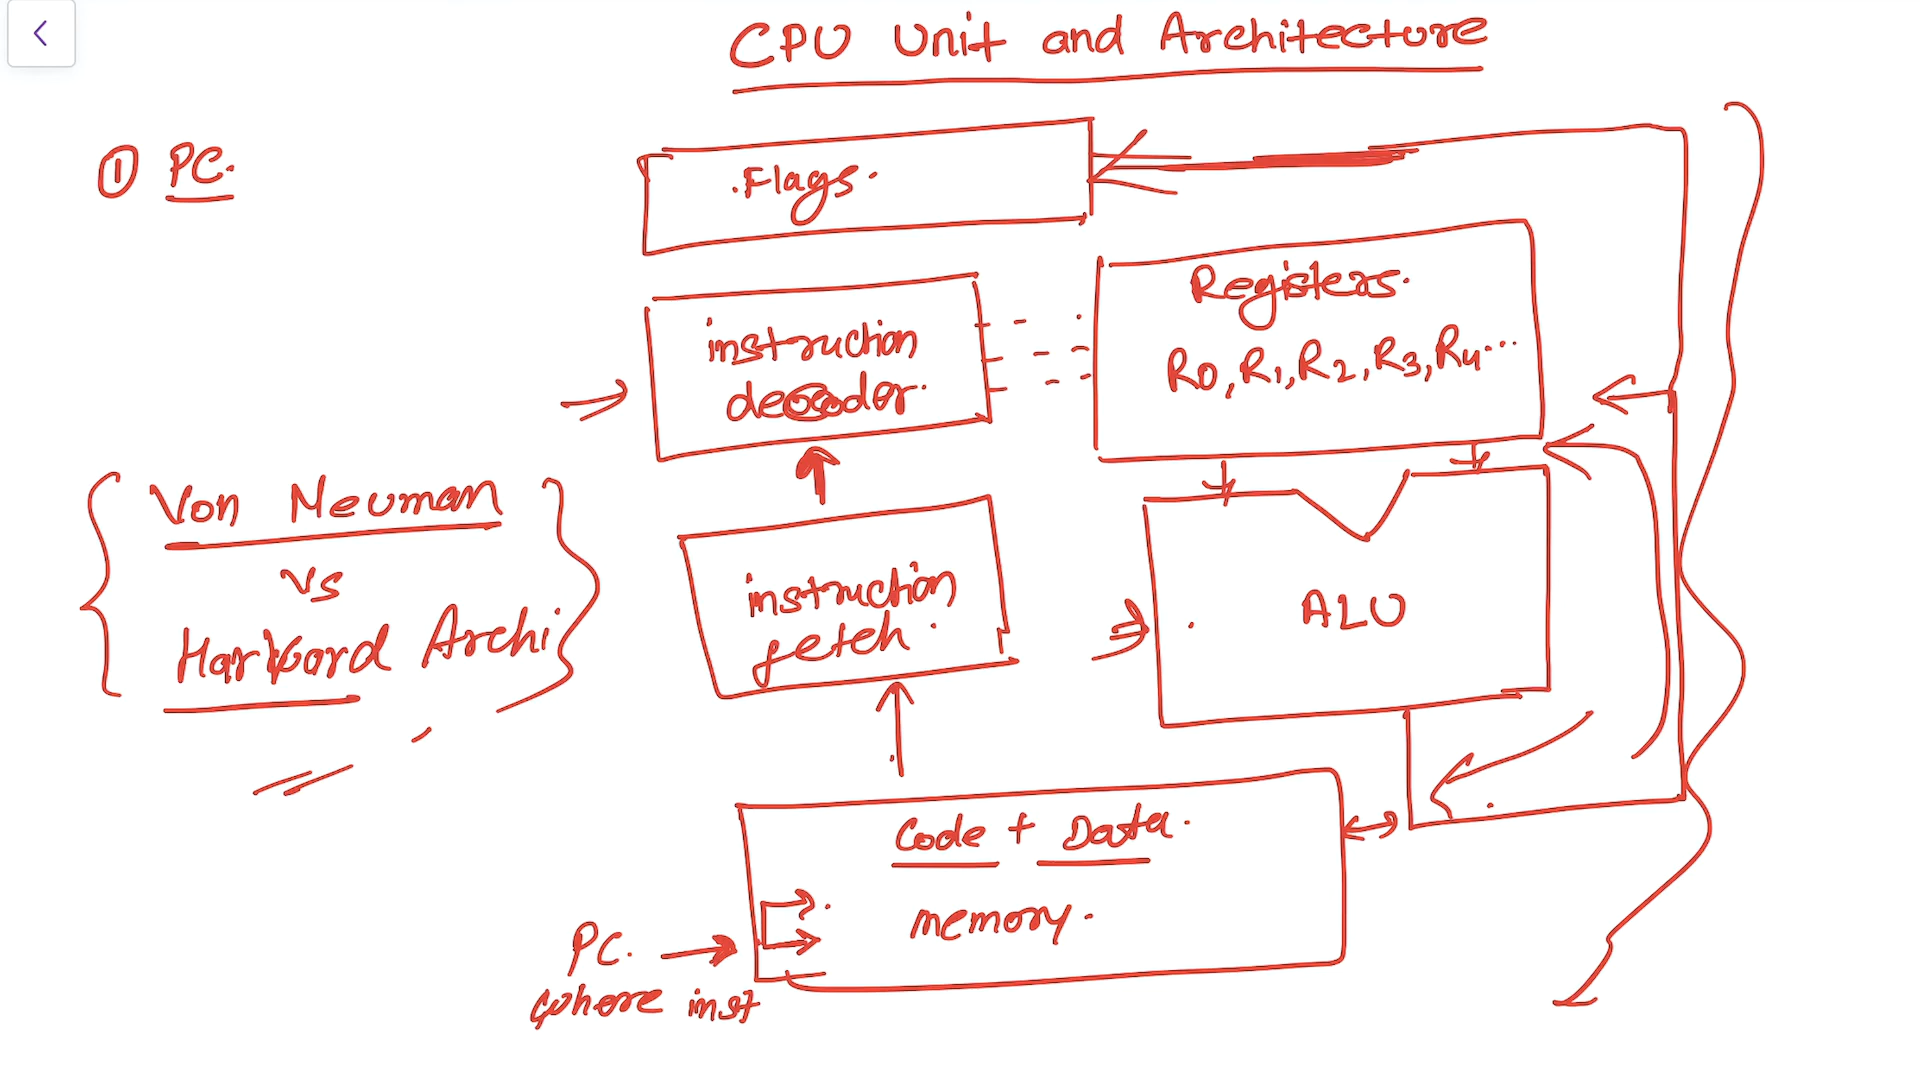 CPU Unit and Architecture
① PC.
.Flags.
Registers.
R0, R1, R2, R3, R4...
instruction
decoder.
Von Neuman
vs
Harvard Archi
instruction
fetch.
ALU
Code + Data.
memory.
PC.
where inst